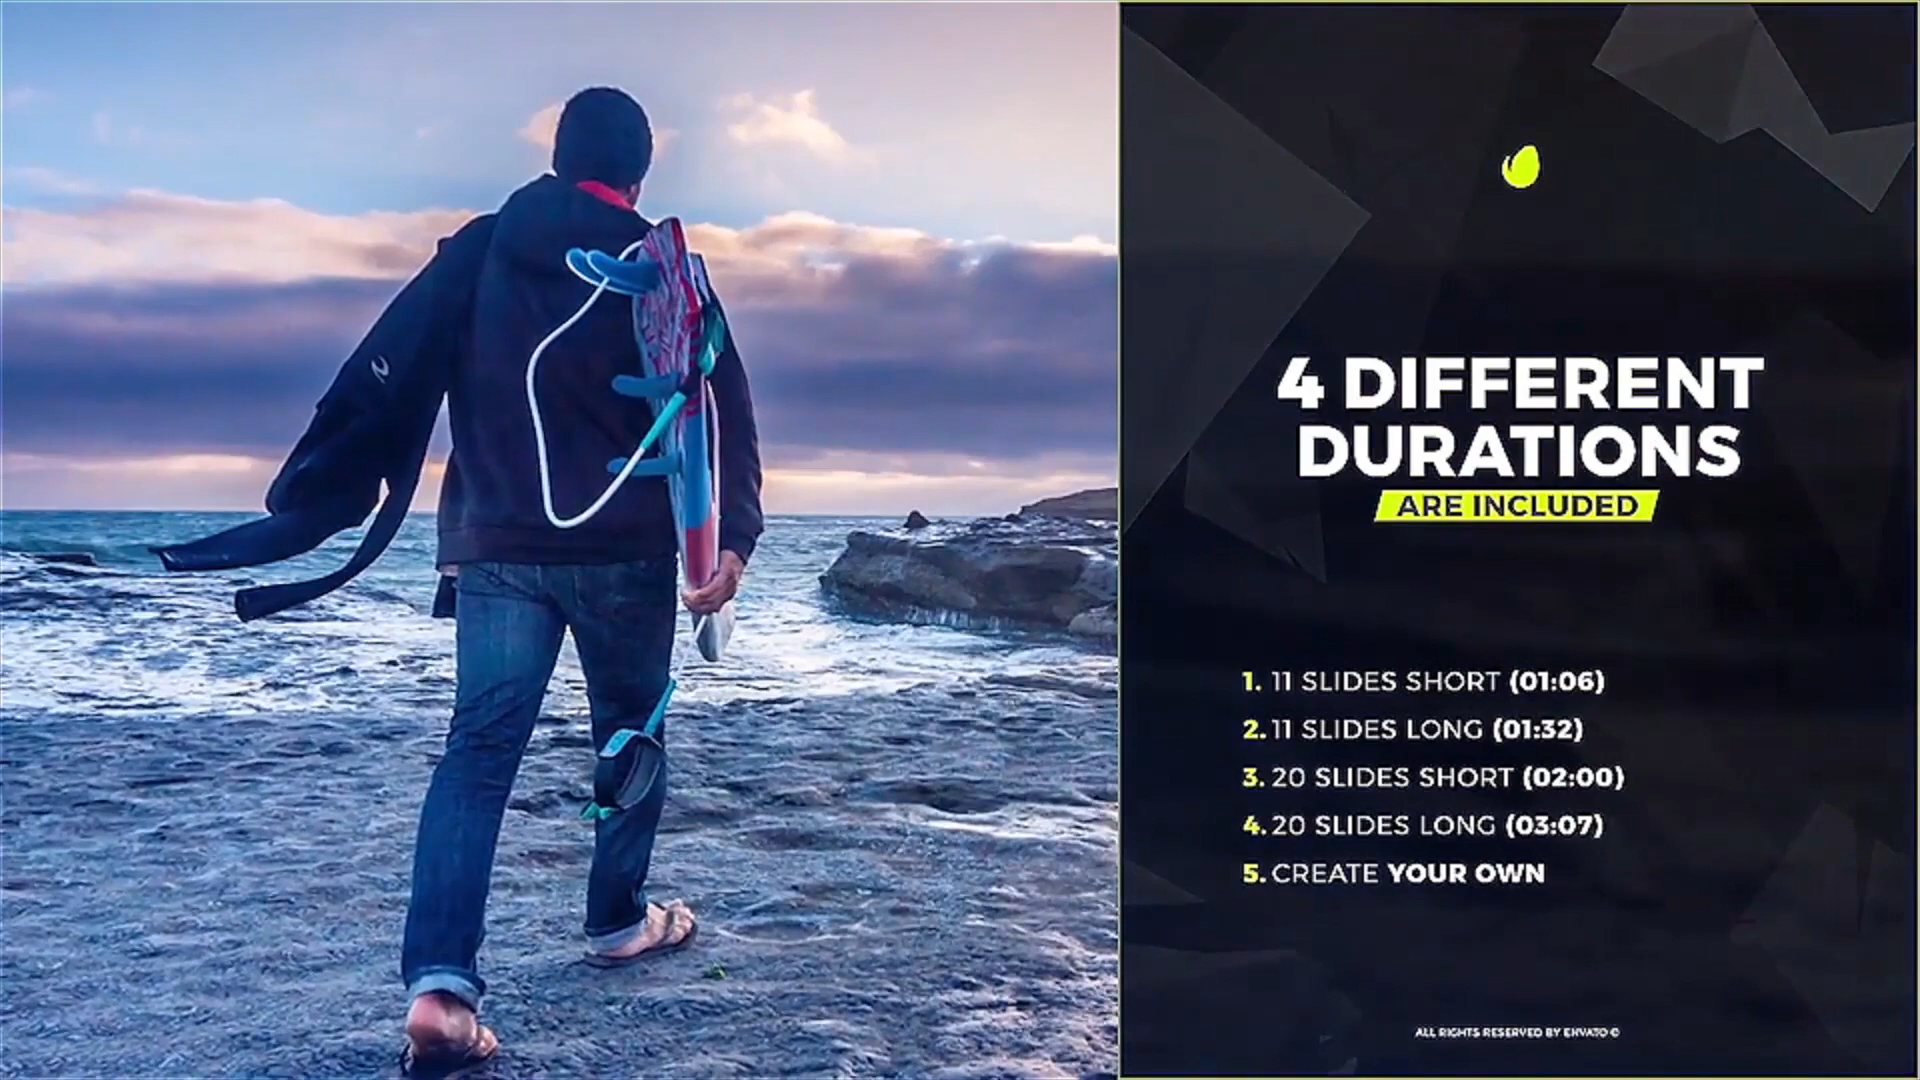 4 DIFFERENT
DURATIONS
ARE INCLUDED
1. 11 SLIDES SHORT (01:06)
2. 11 SLIDES LONG (01:32)
3. 20 SLIDES SHORT (02:00)
4. 20 SLIDES LONG (03:07)
5. CREATE YOUR OWN
ALL RIGHTS RESERVED BY ENVATO ©